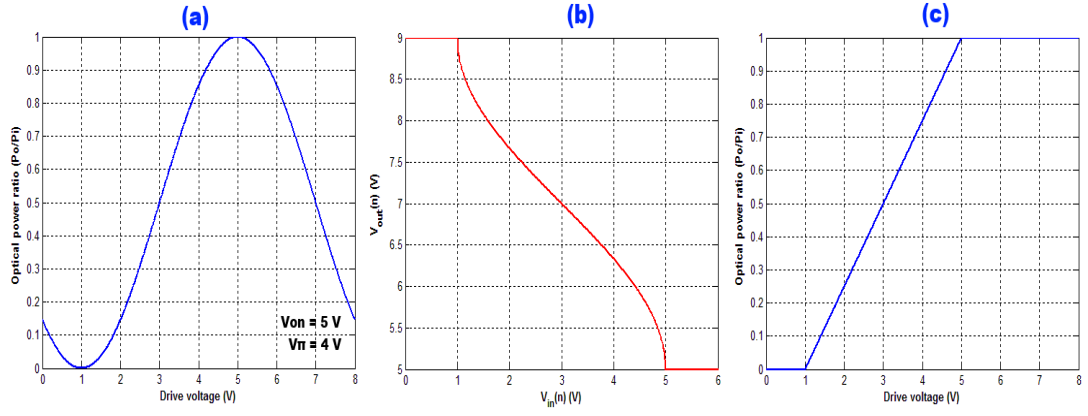 (a)
Optical power ratio (Po/Pi)
1
0.9
0.8
0.7
0.6
0.5
0.4
0.3
0.2
0.1
0
Von = 5 V
Vπ = 4 V
0 1 2 3 4 5 6 7 8
Drive voltage (V)
(b)
V_out(n) (V)
9
8.5
8
7.5
7
6.5
6
5.5
5
0 1 2 3 4 5 6
V_in(n) (V)
(c)
Optical power ratio (Po/Pi)
1
0.9
0.8
0.7
0.6
0.5
0.4
0.3
0.2
0.1
0
0 1 2 3 4 5 6 7 8
Drive voltage (V)